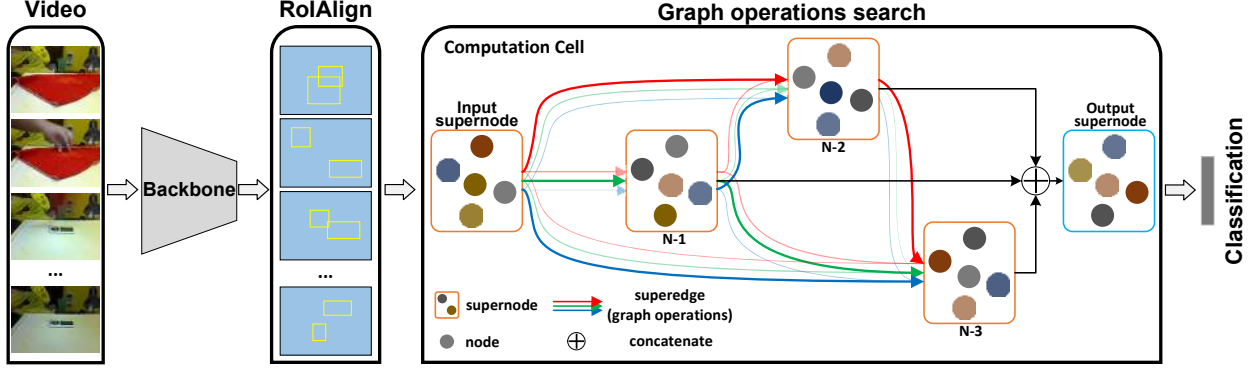 Video
RoIAlign
Graph operations search
Computation Cell
Input
supernode
Output
supernode
N-2
Backbone
N-1
Classification
...
...
supernode
superedge
(graph operations)
node
concatenate
N-3